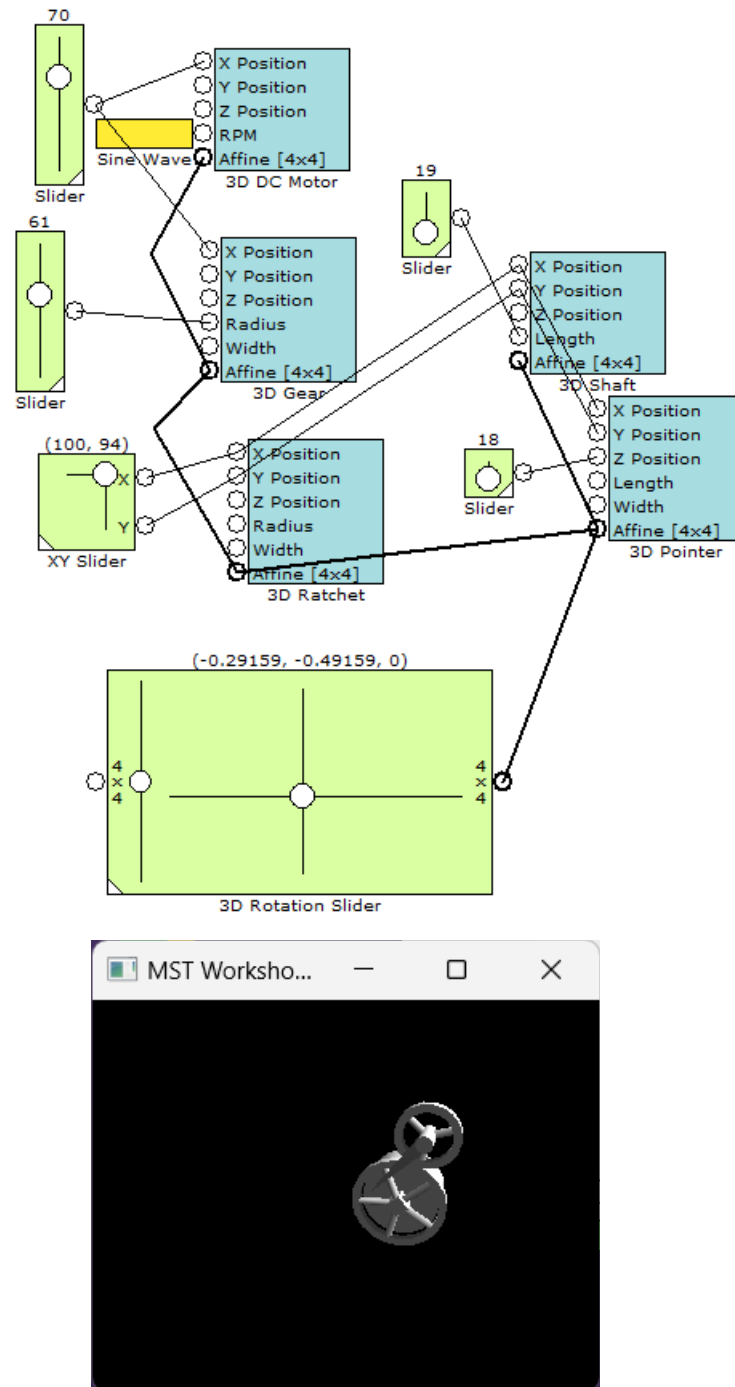 70
X Position
Y Position
Z Position
RPM
Affine [4x4]
3D DC Motor
Sine Wave
Slider
61
Slider
X Position
Y Position
Z Position
Radius
Width
Affine [4x4]
3D Gear
19
Slider
X Position
Y Position
Z Position
Length
Affine [4x4]
3D Shaft
(100, 94)
X
Y
XY Slider
X Position
Y Position
Z Position
Radius
Width
Affine [4x4]
3D Ratchet
18
Slider
X Position
Y Position
Z Position
Length
Width
Affine [4x4]
3D Pointer
(-0.29159, -0.49159, 0)
4
x
4
4
x
4
3D Rotation Slider
MST Worksho...